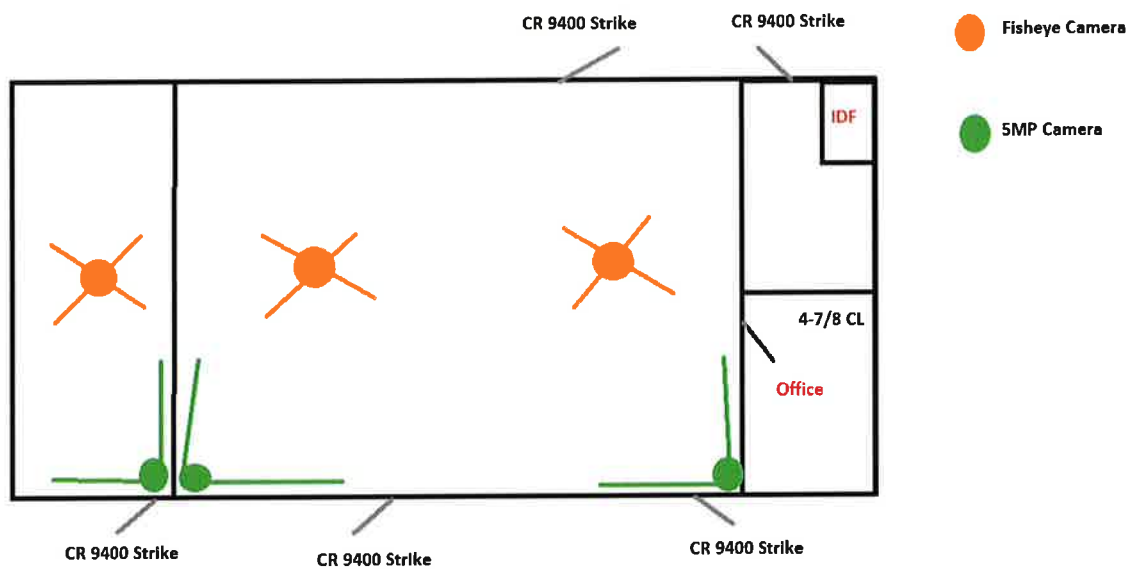 CR 9400 Strike
CR 9400 Strike
Fisheye Camera
IDF
5MP Camera
4-7/8 CL
Office
CR 9400 Strike
CR 9400 Strike
CR 9400 Strike